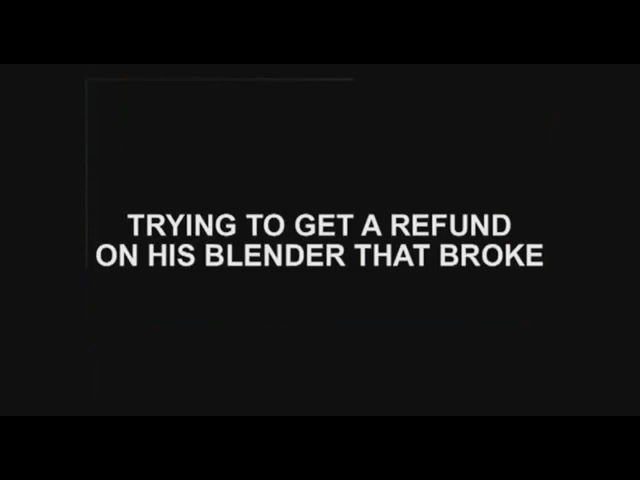 TRYING TO GET A REFUND
ON HIS BLENDER THAT BROKE